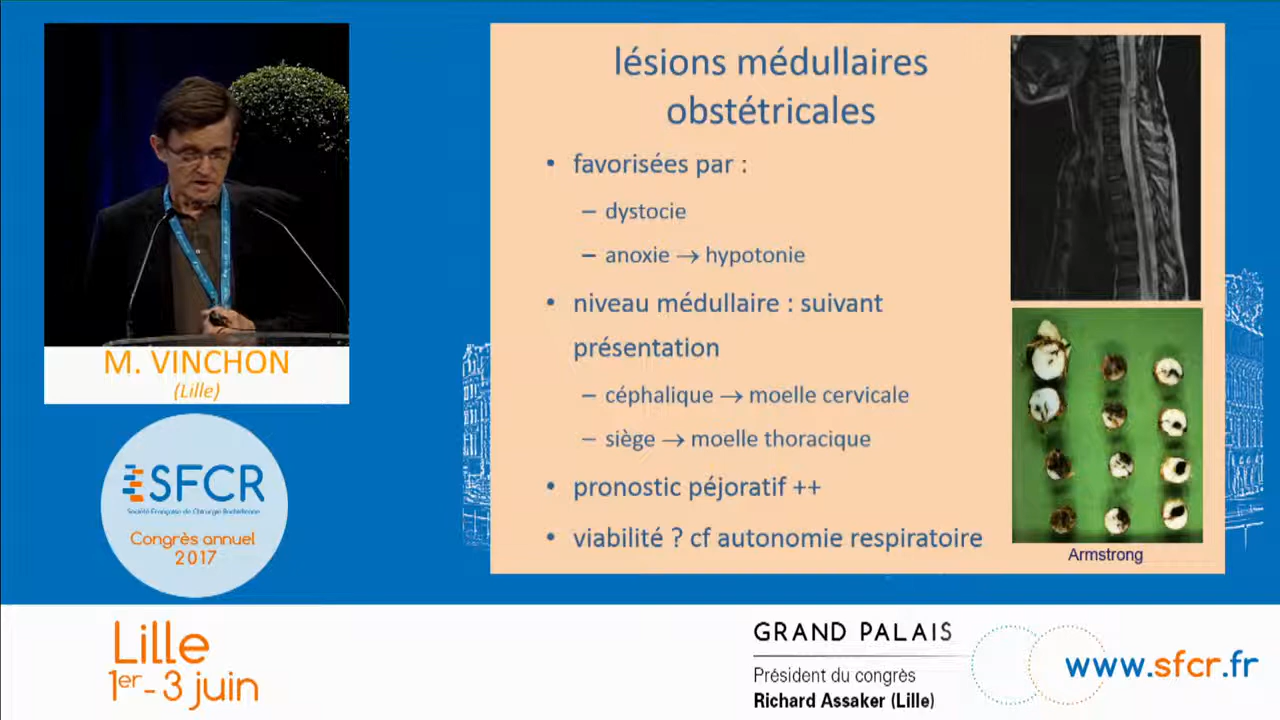 lésions médullaires
obstétricales
• favorisées par :
– dystocie
– anoxie → hypotonie
• niveau médullaire : suivant
présentation
– céphalique → moelle cervicale
– siège → moelle thoracique
• pronostic péjoratif ++
• viabilité ? cf autonomie respiratoire
Armstrong
M. VINCHON
(Lille)
SFCR
Société Française de Chirurgie Rachidienne
Congrès annuel
2017
Lille
1er - 3 juin
GRAND PALAIS
Président du congrès
Richard Assaker (Lille)
www.sfcr.fr